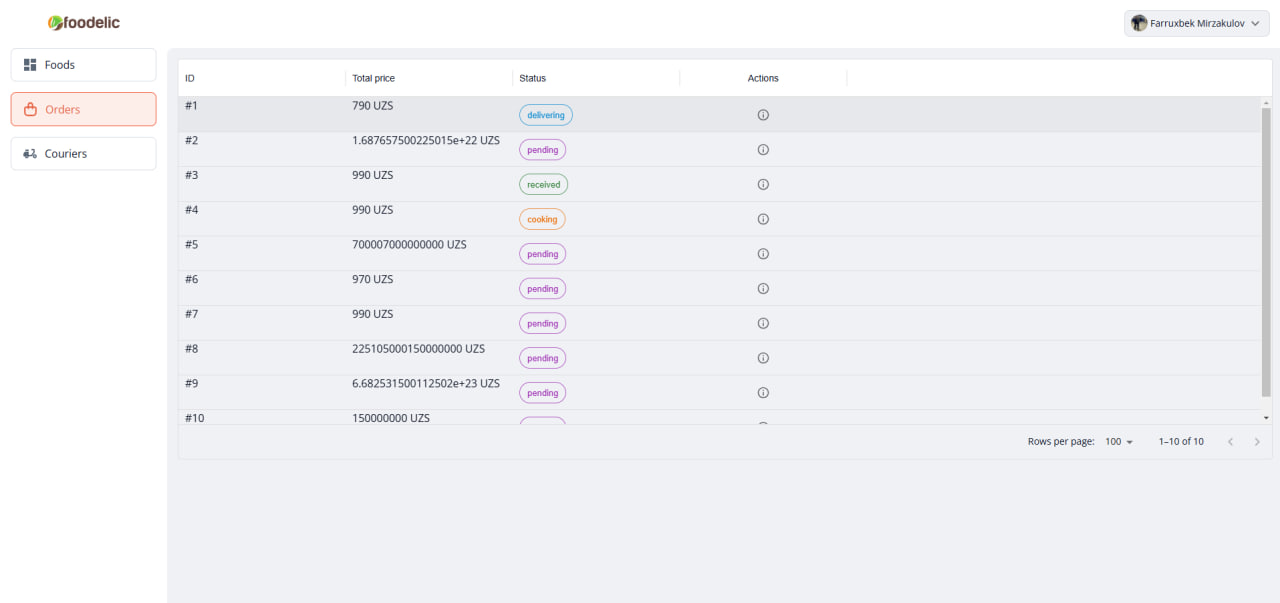 foodelic
Farruxbek Mirzakulov
Foods
Orders
Couriers
ID Total price Status Actions
#1 790 UZS delivering
#2 1.687657500225015e+22 UZS pending
#3 990 UZS received
#4 990 UZS cooking
#5 700007000000000 UZS pending
#6 970 UZS pending
#7 990 UZS pending
#8 225105000150000000 UZS pending
#9 6.682531500112502e+23 UZS pending
#10 150000000 UZS
Rows per page: 100 1–10 of 10